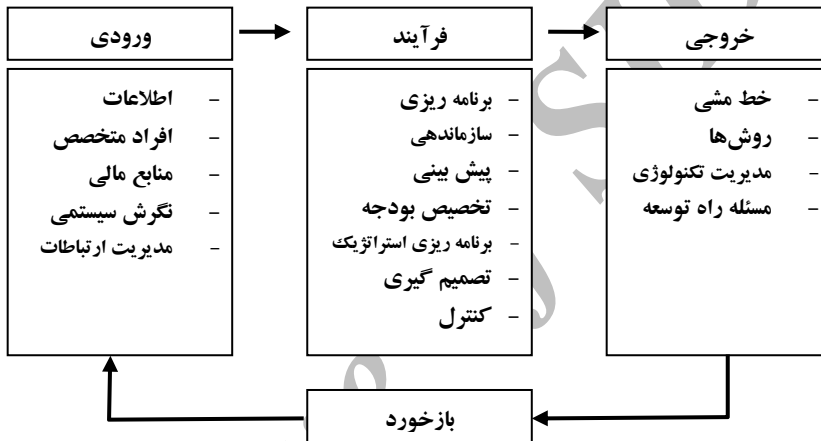 ورودی
فرآیند
خروجی
- اطلاعات
- افراد متخصص
- منابع مالی
- نگرش سیستمی
- مدیریت ارتباطات
- برنامه ریزی
- سازماندهی
- پیش بینی
- تخصیص بودجه
- برنامه ریزی استراتژیک
- تصمیم گیری
- کنترل
- خط مشی
- روش‌ها
- مدیریت تکنولوژی
- مسئله راه توسعه
بازخورد